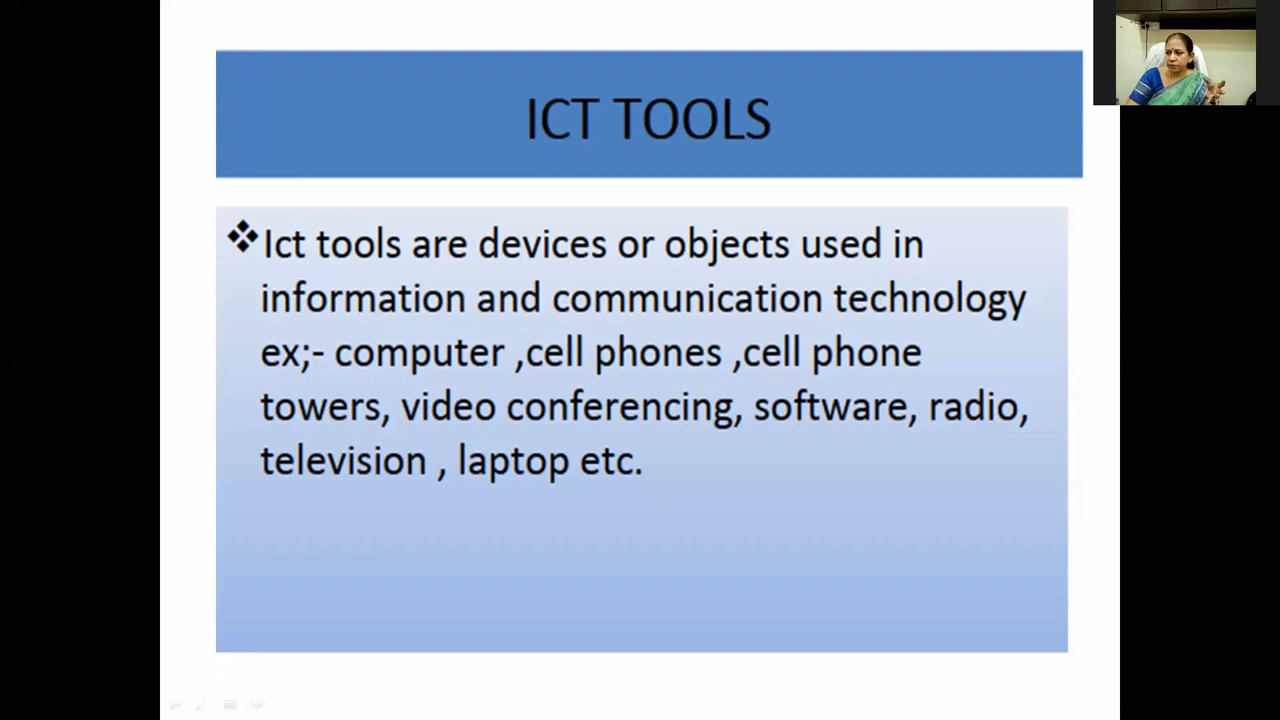 ICT TOOLS
❖Ict tools are devices or objects used in
information and communication technology
ex;- computer ,cell phones ,cell phone
towers, video conferencing, software, radio,
television , laptop etc.